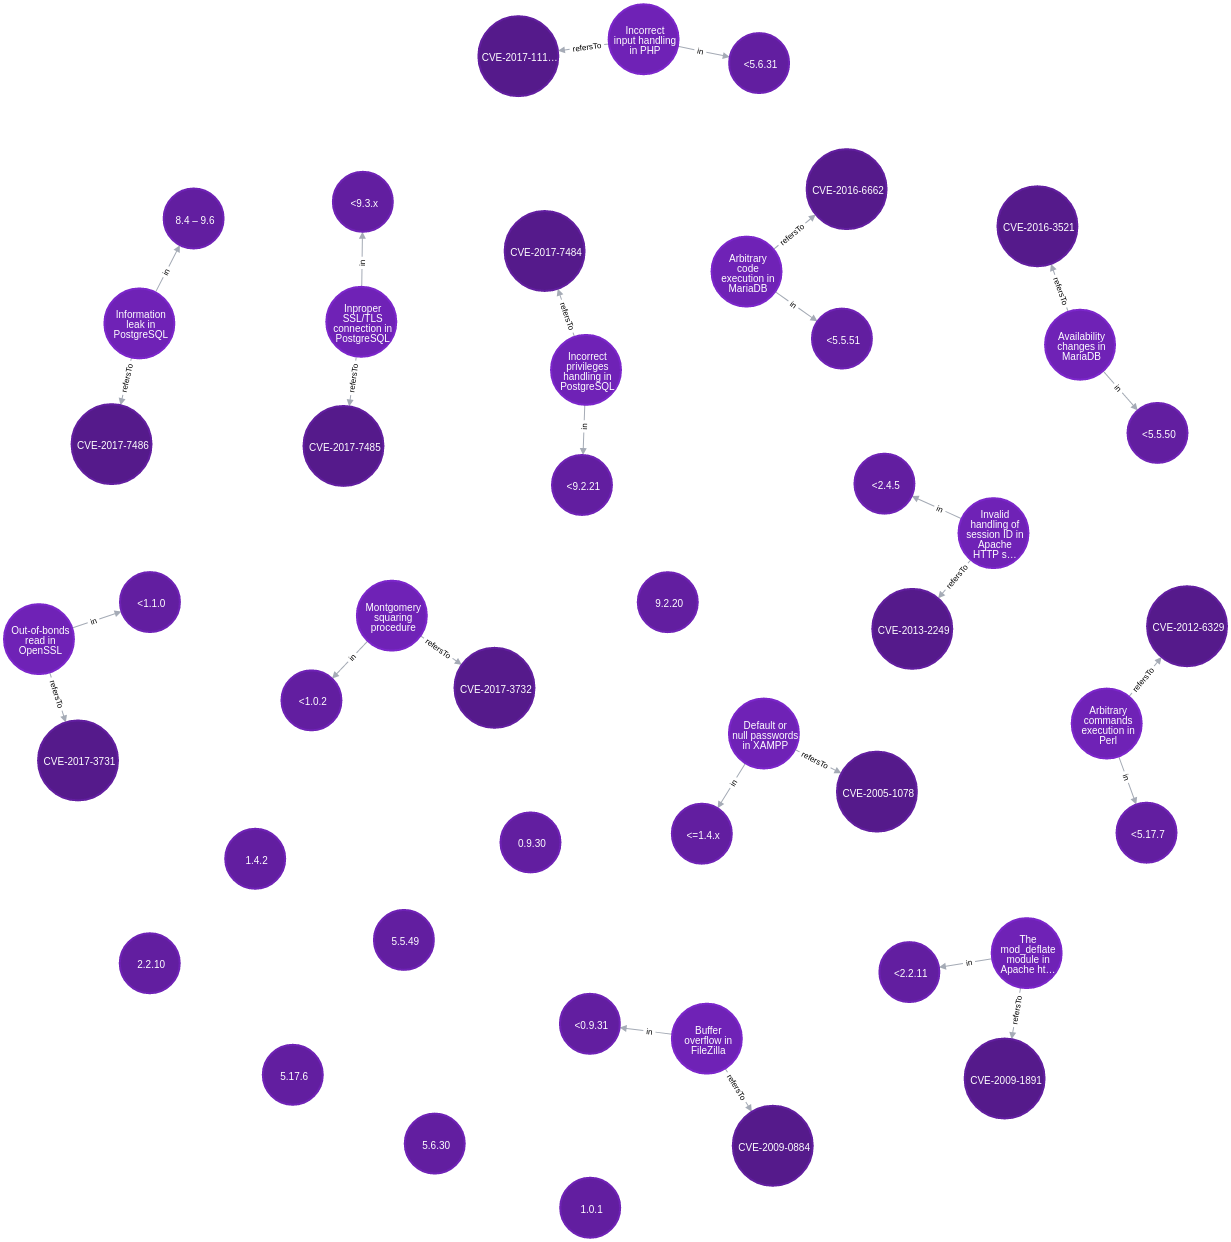 Incorrect
input handling
in PHP
refersTo
CVE-2017-111…
in
<5.6.31
8.4 – 9.6
in
Information
leak in
PostgreSQL
refersTo
CVE-2017-7486
<9.3.x
in
Inproper
SSL/TLS
connection in
PostgreSQL
refersTo
CVE-2017-7485
CVE-2017-7484
refersTo
Incorrect
privileges
handling in
PostgreSQL
in
<9.2.21
CVE-2016-6662
refersTo
Arbitrary
code
execution in
MariaDB
in
<5.5.51
CVE-2016-3521
refersTo
Availability
changes in
MariaDB
in
<5.5.50
<2.4.5
in
Invalid
handling of
session ID in
Apache
HTTP s…
refersTo
CVE-2013-2249
<1.1.0
in
Out-of-bonds
read in
OpenSSL
refersTo
CVE-2017-3731
Montgomery
squaring
procedure
in
<1.0.2
refersTo
CVE-2017-3732
9.2.20
CVE-2012-6329
refersTo
Arbitrary
commands
execution in
Perl
in
<5.17.7
Default or
null passwords
in XAMPP
refersTo
CVE-2005-1078
in
<=1.4.x
1.4.2
0.9.30
2.2.10
5.5.49
The
mod_deflate
module in
Apache ht…
in
<2.2.11
refersTo
CVE-2009-1891
<0.9.31
in
Buffer
overflow in
FileZilla
refersTo
CVE-2009-0884
5.17.6
5.6.30
1.0.1